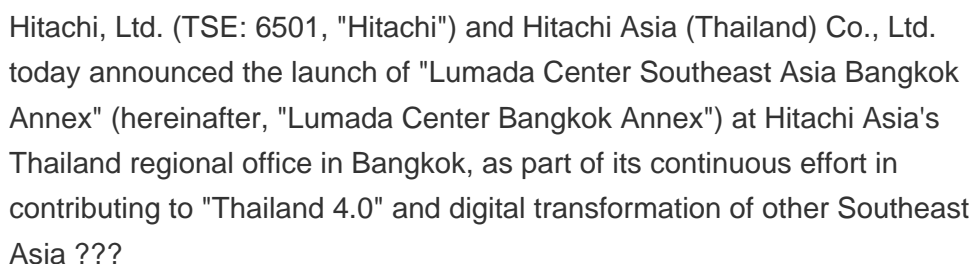 Hitachi, Ltd. (TSE: 6501, "Hitachi") and Hitachi Asia (Thailand) Co., Ltd.
today announced the launch of "Lumada Center Southeast Asia Bangkok
Annex" (hereinafter, "Lumada Center Bangkok Annex") at Hitachi Asia's
Thailand regional office in Bangkok, as part of its continuous effort in
contributing to "Thailand 4.0" and digital transformation of other Southeast
Asia ???